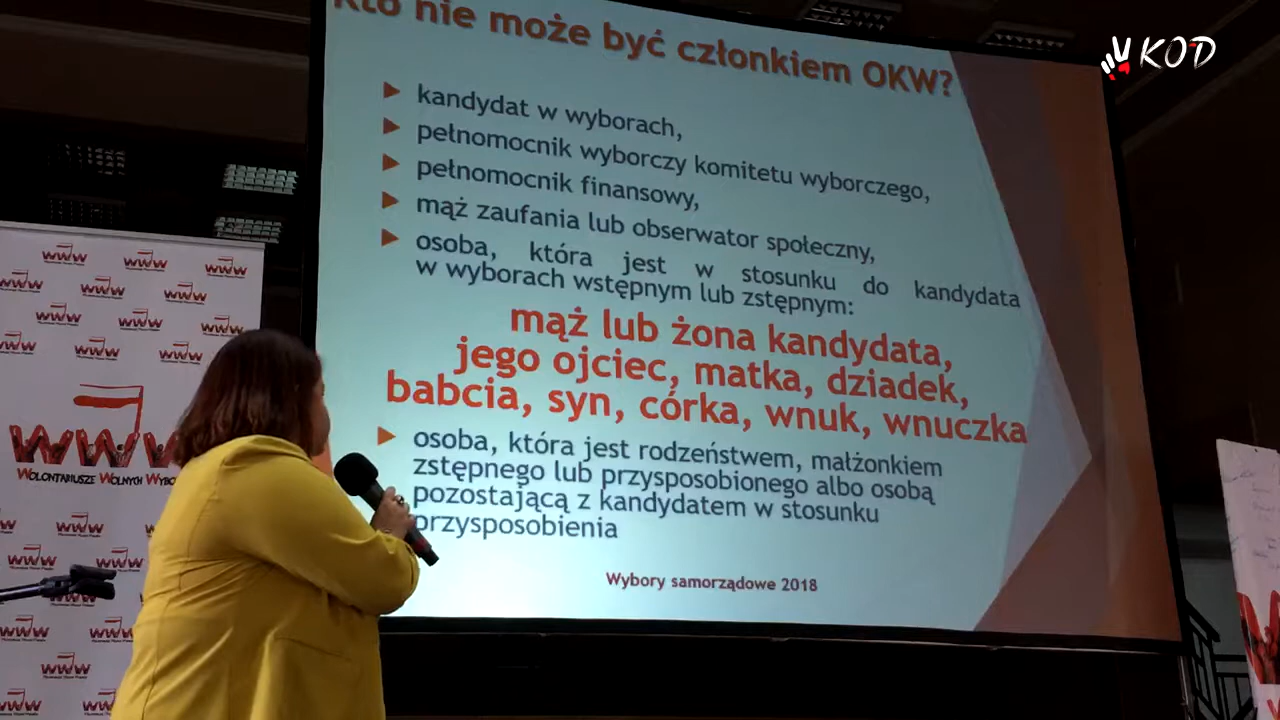 Kto nie może być członkiem OKW?
KOD
kandydat w wyborach,
pełnomocnik wyborczy komitetu wyborczego,
pełnomocnik finansowy,
mąż zaufania lub obserwator społeczny,
osoba, która jest w stosunku do kandydata
w wyborach wstępnym lub zstępnym:
mąż lub żona kandydata,
jego ojciec, matka, dziadek,
babcia, syn, córka, wnuk, wnuczka
osoba, która jest rodzeństwem, małżonkiem
zstępnego lub przysposobionego albo osobą
pozostającą z kandydatem w stosunku
przysposobienia
Wybory samorządowe 2018
WWW
WOLONTARIUSZE WOLNYCH WYBO